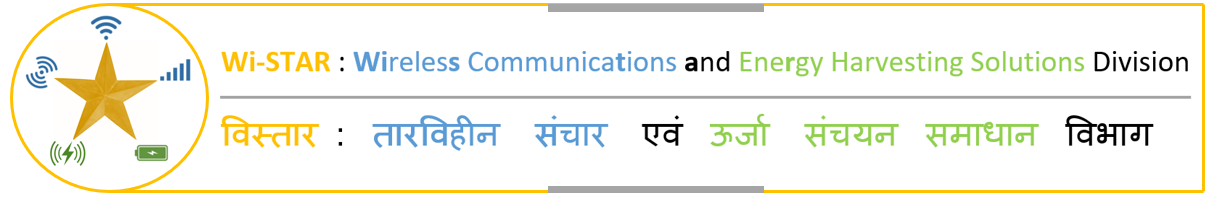 Wi-STAR : Wireless Communications and Energy Harvesting Solutions Division
विस्तार : तारविहीन संचार एवं ऊर्जा संचयन समाधान विभाग